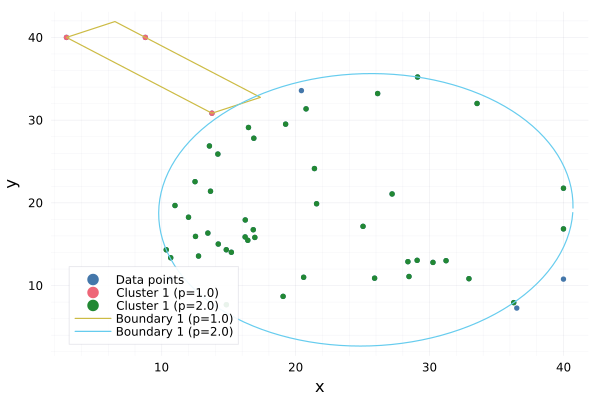 40
30
20
10
y
Data points
Cluster 1 (p=1.0)
Cluster 1 (p=2.0)
Boundary 1 (p=1.0)
Boundary 1 (p=2.0)
10
20
30
40
x